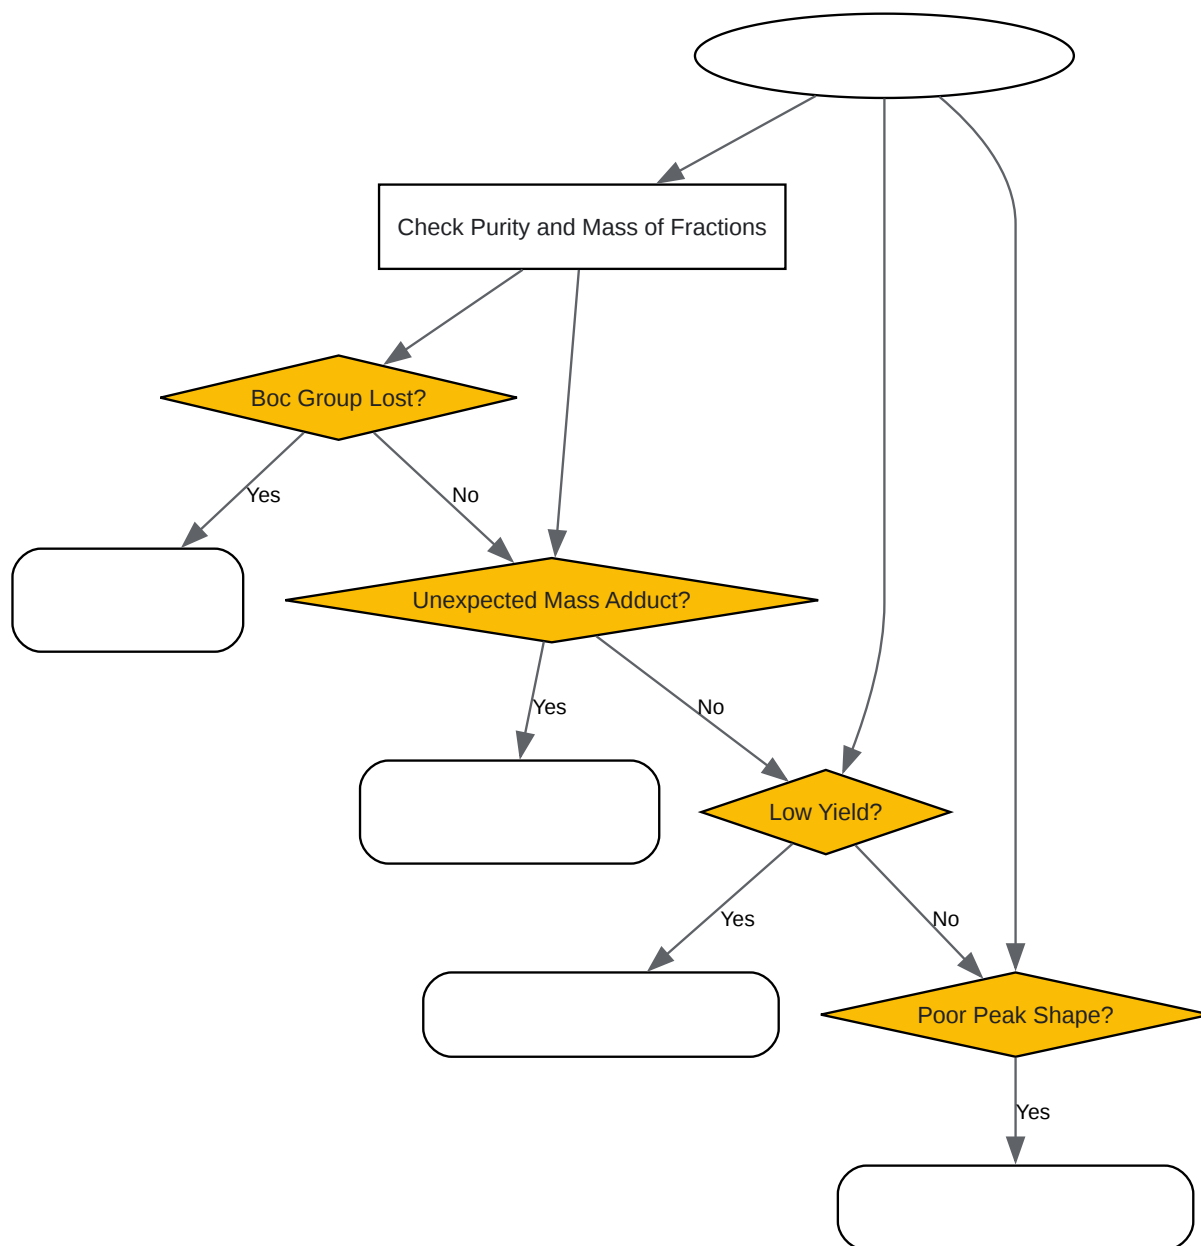 Check Purity and Mass of Fractions
Boc Group Lost?
Yes
No
Unexpected Mass Adduct?
Yes
No
Low Yield?
Yes
No
Poor Peak Shape?
Yes